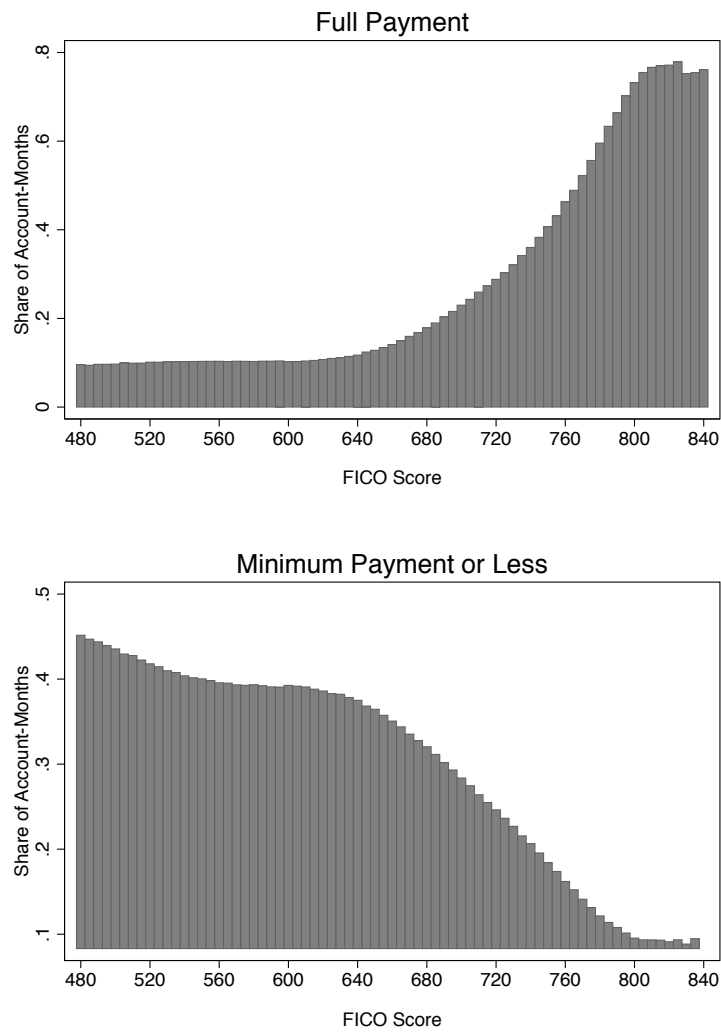 Full Payment
Share of Account-Months
.8
.6
.4
.2
0
480 520 560 600 640 680 720 760 800 840
FICO Score
Minimum Payment or Less
Share of Account-Months
.5
.4
.3
.2
.1
480 520 560 600 640 680 720 760 800 840
FICO Score